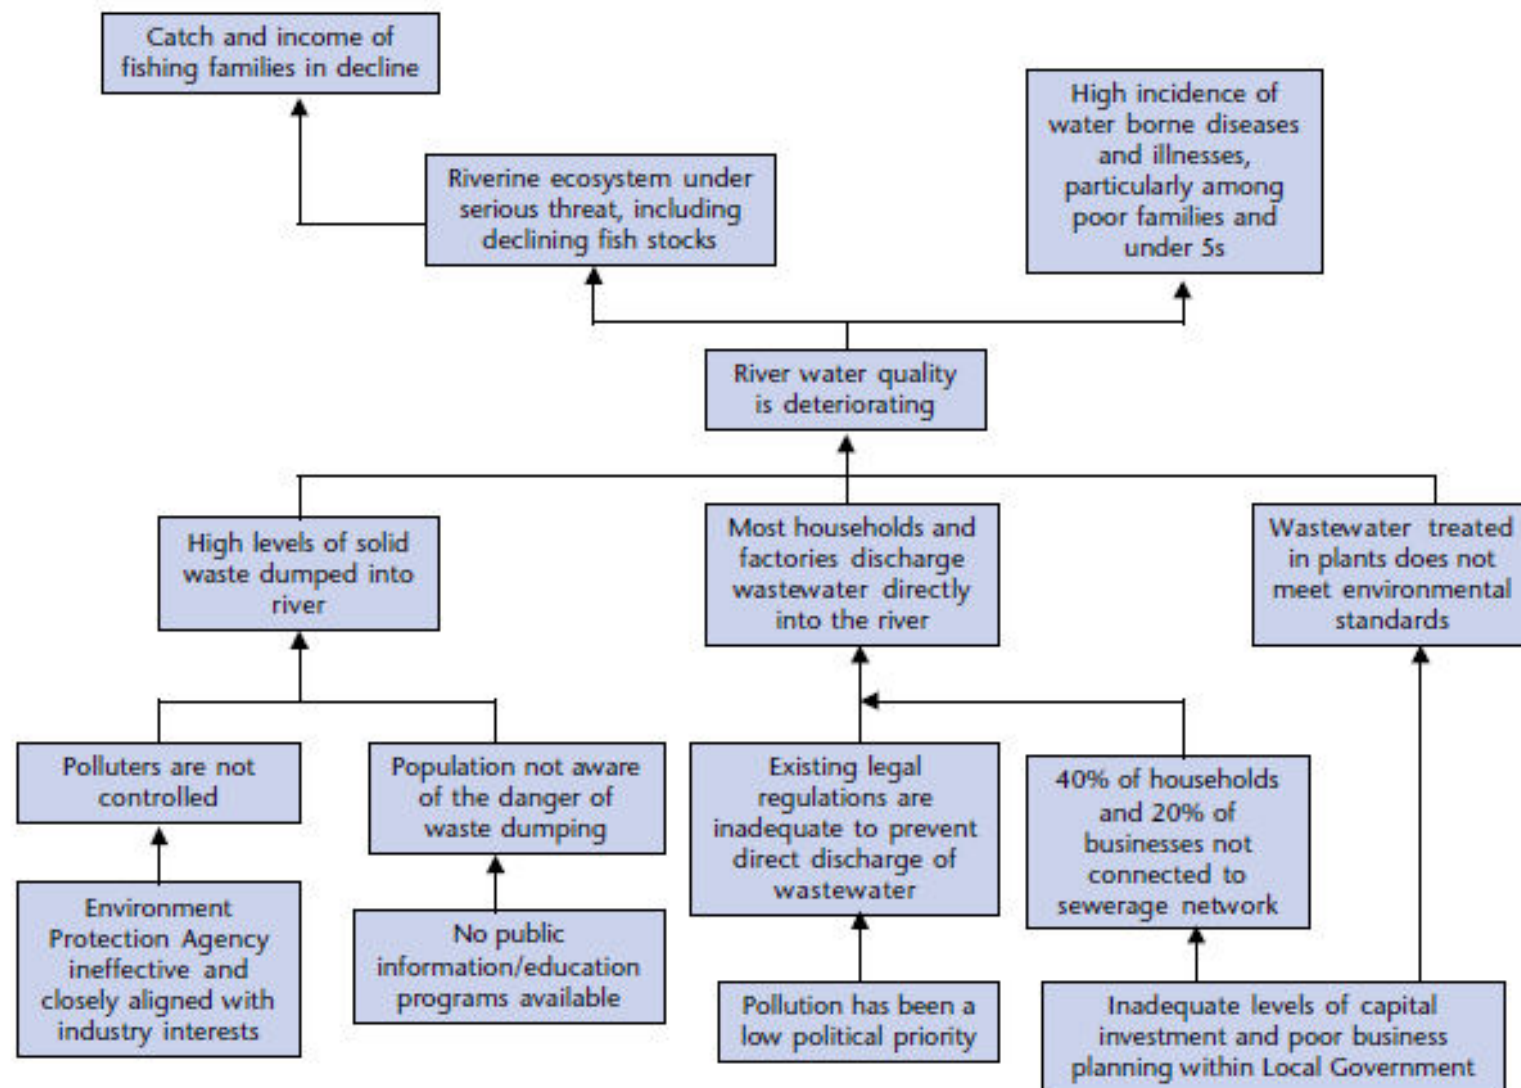 Catch and income of
fishing families in decline
High incidence of
water borne diseases
and illnesses,
particularly among
poor families and
under 5s
Riverine ecosystem under
serious threat, including
declining fish stocks
River water quality
is deteriorating
High levels of solid
waste dumped into
river
Most households and
factories discharge
wastewater directly
into the river
Wastewater treated
in plants does not
meet environmental
standards
Polluters are not
controlled
Population not aware
of the danger of
waste dumping
Existing legal
regulations are
inadequate to prevent
direct discharge of
wastewater
40% of households
and 20% of
businesses not
connected to
sewerage network
Environment
Protection Agency
ineffective and
closely aligned with
industry interests
No public
information/education
programs available
Pollution has been a
low political priority
Inadequate levels of capital
investment and poor business
planning within Local Government